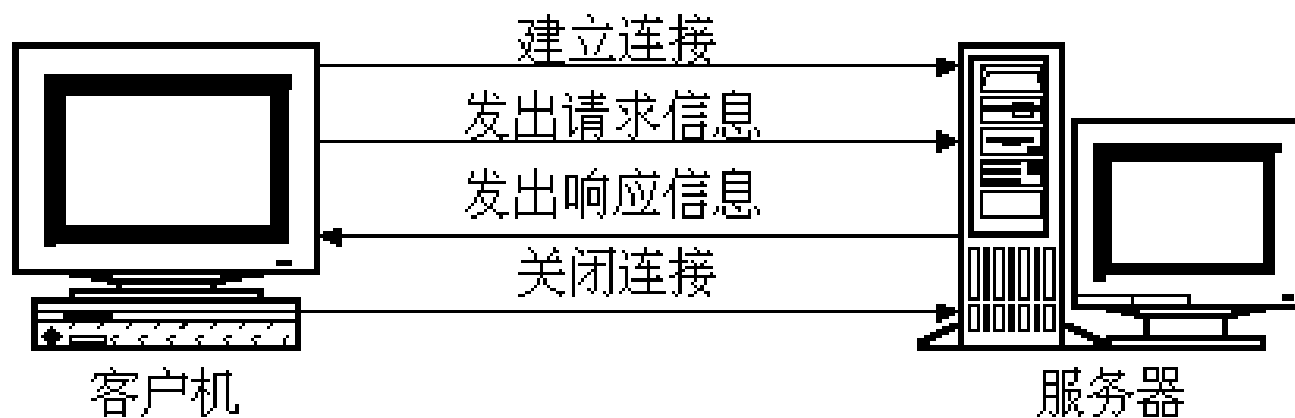 建立连接
发出请求信息
发出响应信息
关闭连接
客户机
服务器